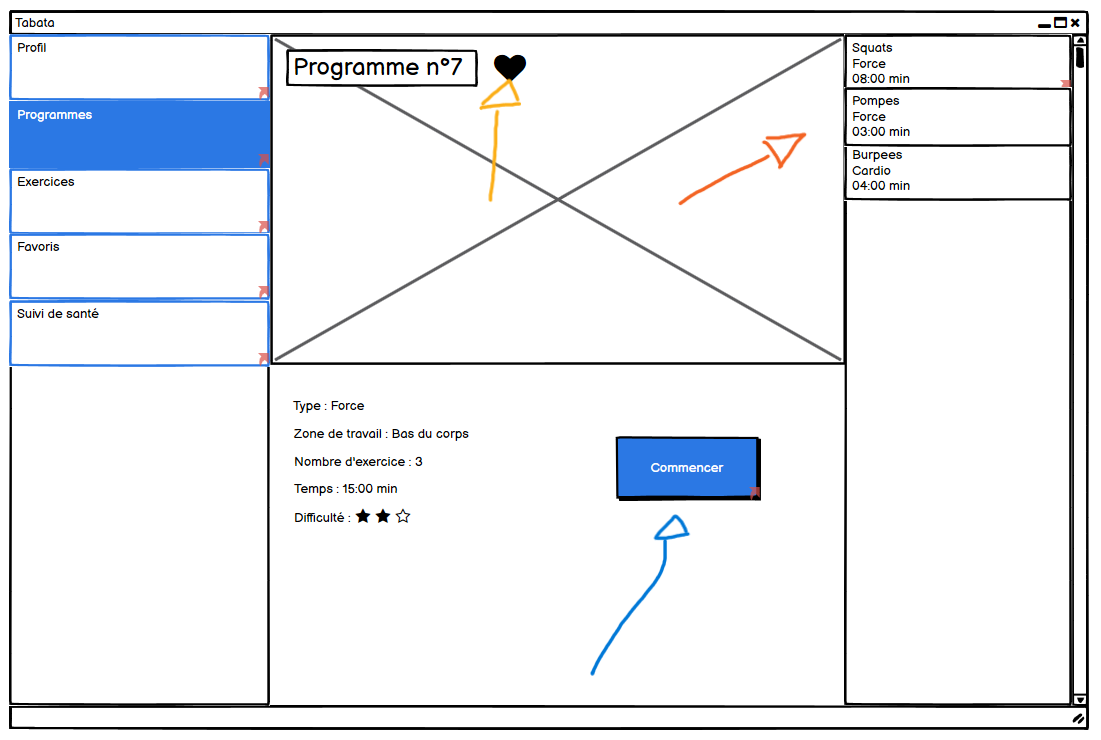 Tabata
Profil
Programmes
Exercices
Favoris
Suivi de santé
Programme n°7
Type : Force
Zone de travail : Bas du corps
Nombre d'exercice : 3
Temps : 15:00 min
Difficulté :
Commencer
Squats
Force
08:00 min
Pompes
Force
03:00 min
Burpees
Cardio
04:00 min